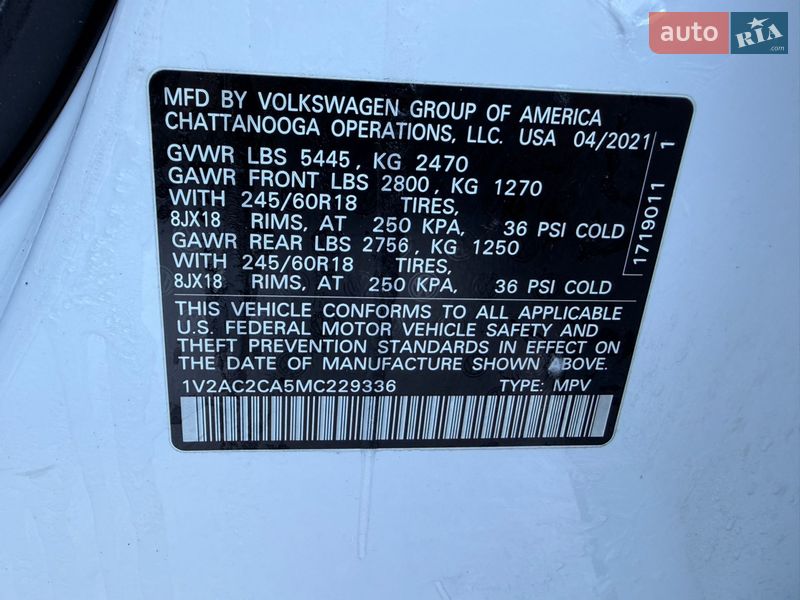 auto RIA
MFD BY VOLKSWAGEN GROUP OF AMERICA
CHATTANOOGA OPERATIONS, LLC. USA 04/2021
GVWR LBS 5445, KG 2470
GAWR FRONT LBS 2800, KG 1270
WITH 245/60R18 TIRES,
8JX18 RIMS, AT 250 KPA, 36 PSI COLD
GAWR REAR LBS 2756, KG 1250
WITH 245/60R18 TIRES,
8JX18 RIMS, AT 250 KPA, 36 PSI COLD
1719011 1
THIS VEHICLE CONFORMS TO ALL APPLICABLE
U.S. FEDERAL MOTOR VEHICLE SAFETY AND
THEFT PREVENTION STANDARDS IN EFFECT ON
THE DATE OF MANUFACTURE SHOWN ABOVE.
1V2AC2CA5MC229336 TYPE: MPV